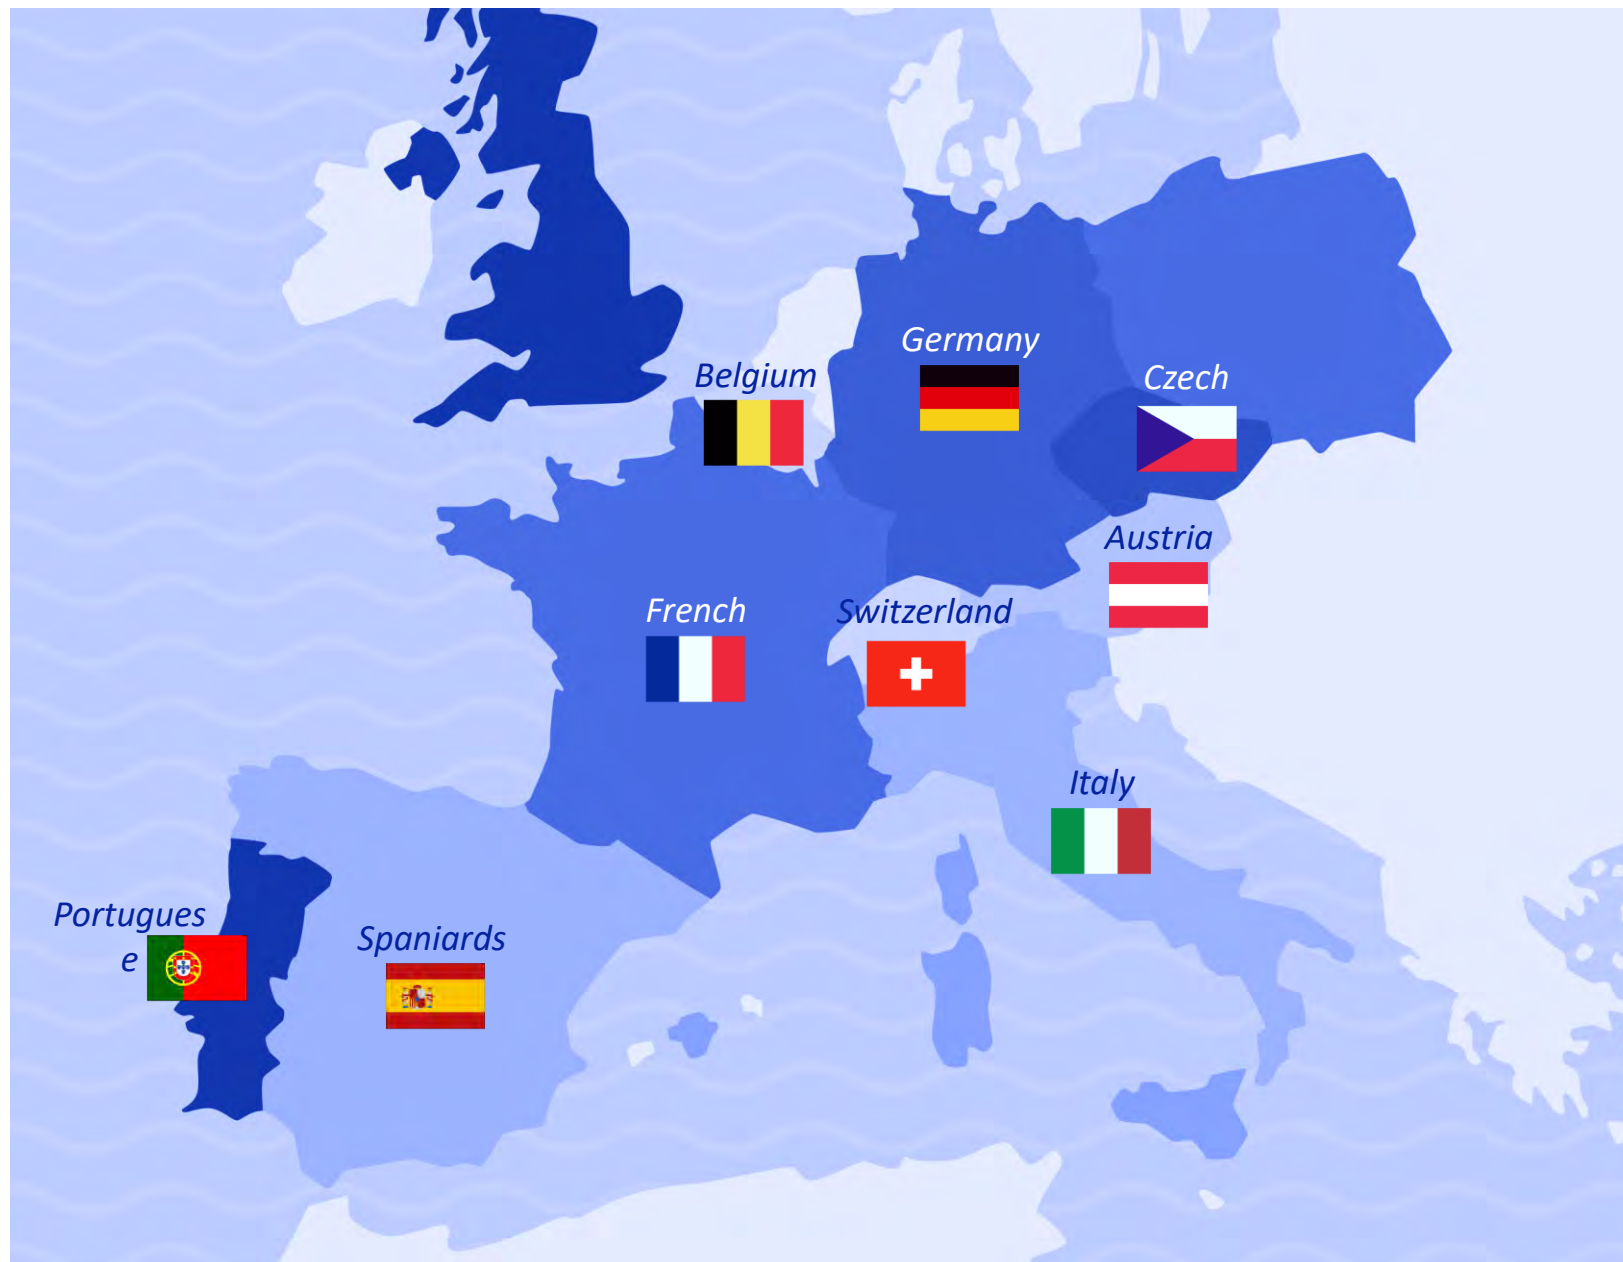 Germany
Belgium
Czech
Austria
French
Switzerland
Italy
Portugues
e
Spaniards